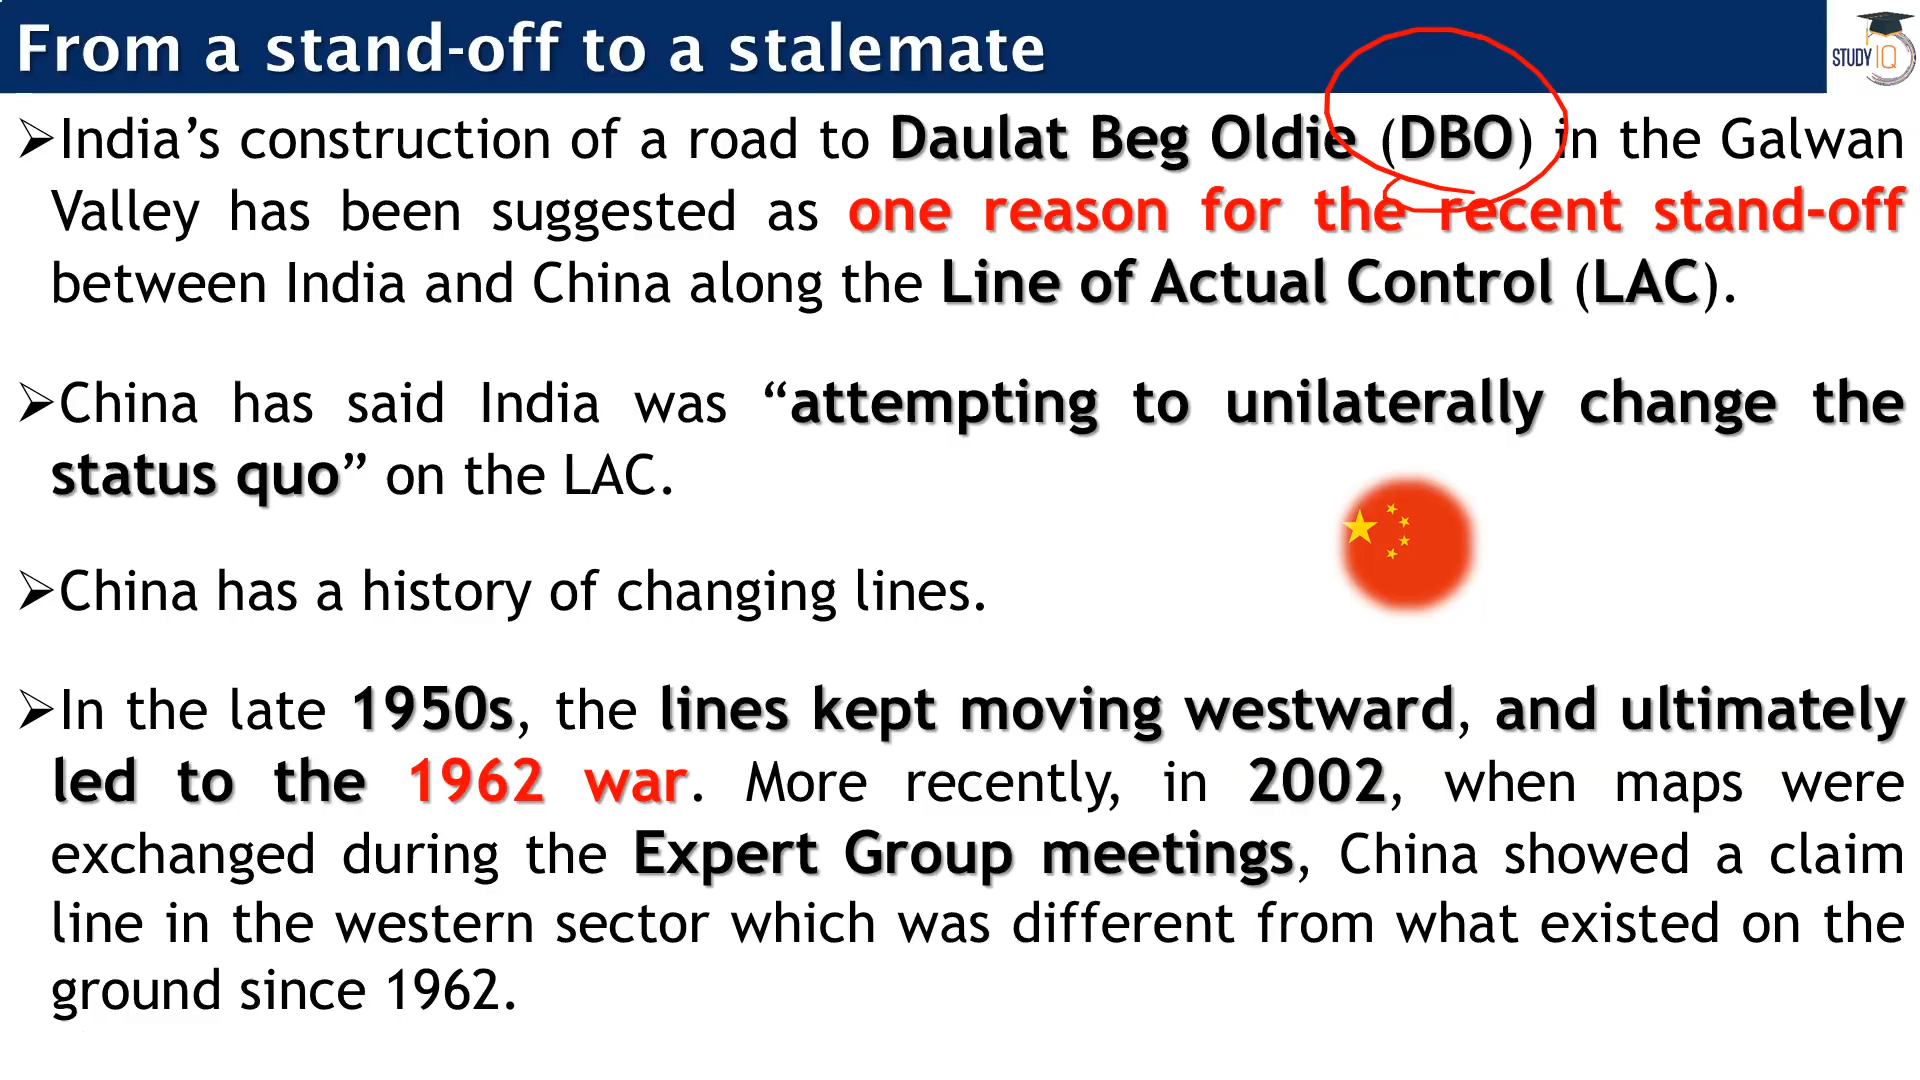 From a stand-off to a stalemate
STUDY IQ
➢India’s construction of a road to Daulat Beg Oldie (DBO) in the Galwan
Valley has been suggested as one reason for the recent stand-off
between India and China along the Line of Actual Control (LAC).
➢China has said India was “attempting to unilaterally change the
status quo” on the LAC.
➢China has a history of changing lines.
➢In the late 1950s, the lines kept moving westward, and ultimately
led to the 1962 war. More recently, in 2002, when maps were
exchanged during the Expert Group meetings, China showed a claim
line in the western sector which was different from what existed on the
ground since 1962.